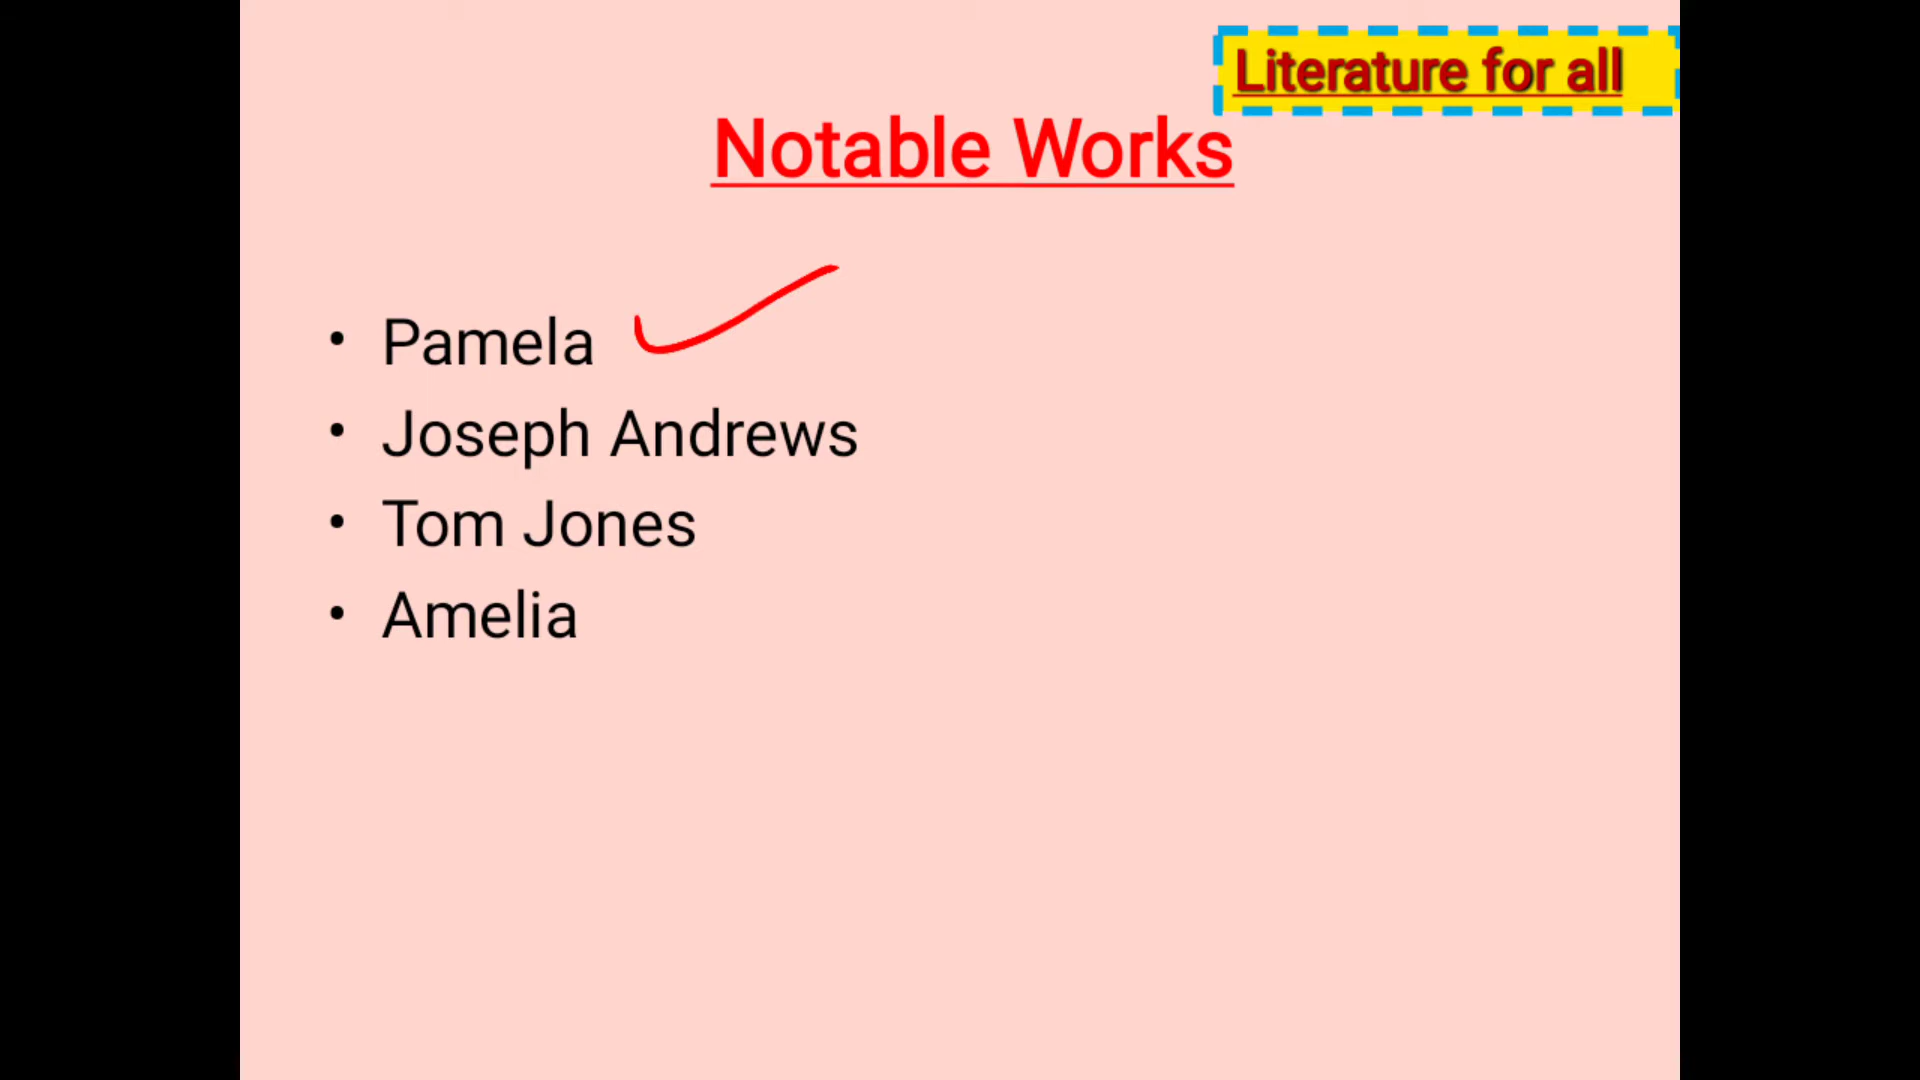 Literature for all
Notable Works
• Pamela
• Joseph Andrews
• Tom Jones
• Amelia